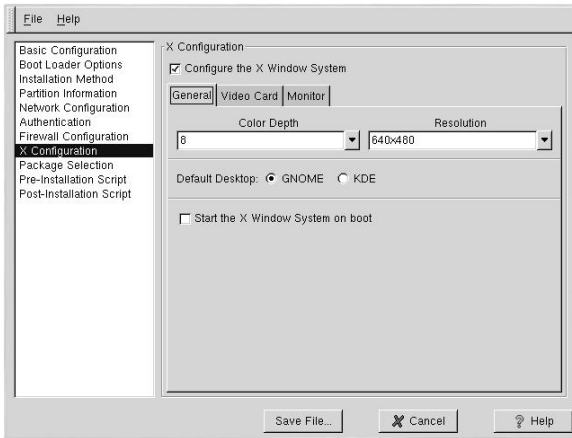 File Help
Basic Configuration
Boot Loader Options
Installation Method
Partition Information
Network Configuration
Authentication
Firewall Configuration
X Configuration
Package Selection
Pre-Installation Script
Post-Installation Script
X Configuration
Configure the X Window System
General Video Card Monitor
Color Depth Resolution
8 640x480
Default Desktop: GNOME KDE
Start the X Window System on boot
Save File... Cancel Help